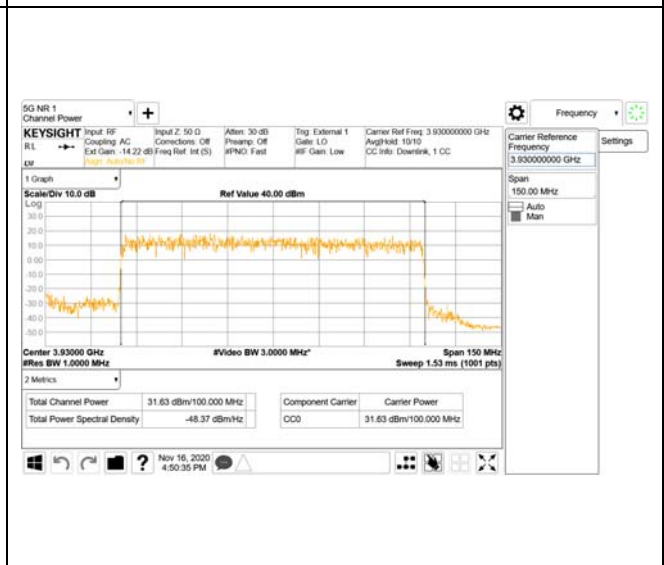 5G NR 1
Channel Power
Frequency
KEYSIGHT Input: RF Input Z: 50 Ω Atten: 30 dB Trig: External 1 Carrier Ref Freq: 3.930000000 GHz
RL Coupling: AC Corrections: Off Preamp: Off Gate: LO Avg|Hold: 10/10
Ext Gain: -14.22 dB Freq Ref: Int (S) #PNO: Fast #IF Gain: Low CC Info: Downlink, 1 CC
Align: Auto/No RF
Carrier Reference
Frequency
3.930000000 GHz
Settings
Span
150.00 MHz
Auto
Man
1 Graph
Scale/Div 10.0 dB Ref Value 40.00 dBm
Log
30.0
20.0
10.0
0.00
-10.0
-20.0
-30.0
-40.0
-50.0
Center 3.93000 GHz #Video BW 3.0000 MHz* Span 150 MHz
#Res BW 1.0000 MHz Sweep 1.53 ms (1001 pts)
2 Metrics
Total Channel Power 31.63 dBm/100.000 MHz Component Carrier Carrier Power
Total Power Spectral Density -48.37 dBm/Hz CC0 31.63 dBm/100.000 MHz
Nov 16, 2020
4:50:35 PM